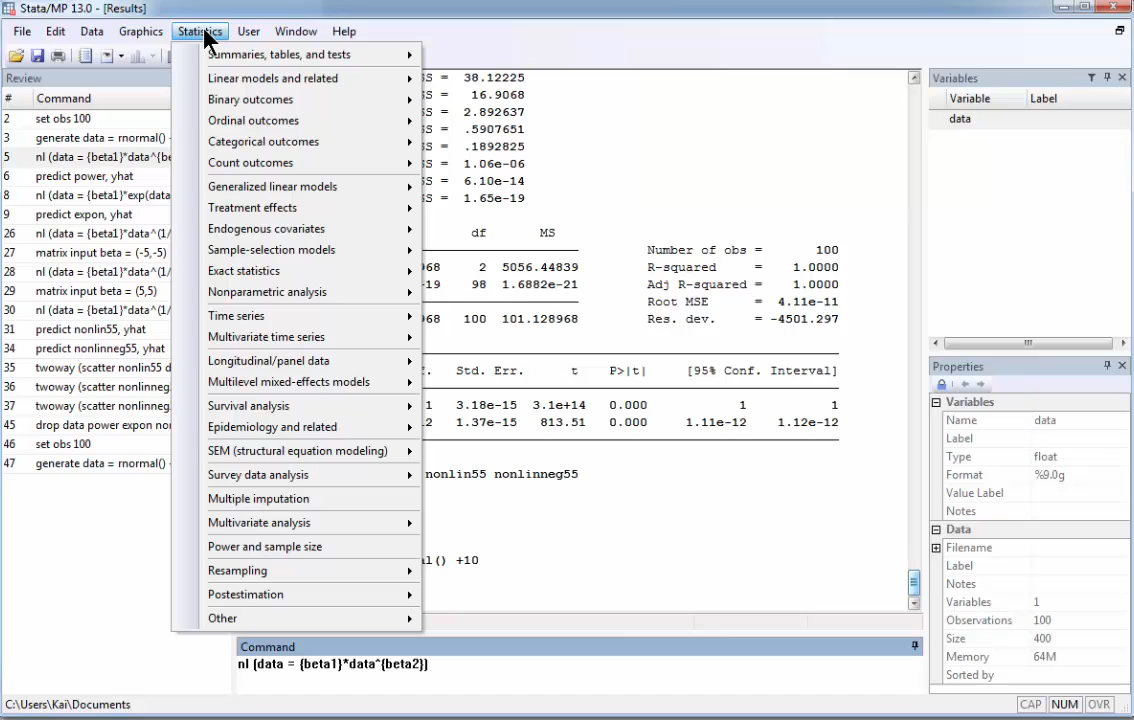 Stata/MP 13.0 - [Results]
File Edit Data Graphics Statistics User Window Help
Review
# Command
2 set obs 100
3 generate data = rnormal()
5 nl (data = {beta1}*data^{be
6 predict power, yhat
8 nl (data = {beta1}*exp(data
9 predict expon, yhat
26 nl (data = {beta1}*data^(1/
27 matrix input beta = (-5,-5)
28 nl (data = {beta1}*data^(1/
29 matrix input beta = (5,5)
30 nl (data = {beta1}*data^(1/
31 predict nonlin55, yhat
34 predict nonlinneg55, yhat
35 twoway (scatter nonlin55 d
36 twoway (scatter nonlinneg
37 twoway (scatter nonlinneg
45 drop data power expon no
46 set obs 100
47 generate data = rnormal()
Summaries, tables, and tests
Linear models and related
Binary outcomes
Ordinal outcomes
Categorical outcomes
Count outcomes
Generalized linear models
Treatment effects
Endogenous covariates
Sample-selection models
Exact statistics
Nonparametric analysis
Time series
Multivariate time series
Longitudinal/panel data
Multilevel mixed-effects models
Survival analysis
Epidemiology and related
SEM (structural equation modeling)
Survey data analysis
Multiple imputation
Multivariate analysis
Power and sample size
Resampling
Postestimation
Other
SS = 38.12225
SS = 16.9068
SS = 2.892637
SS = .5907651
SS = .1892825
SS = 1.06e-06
SS = 6.10e-14
SS = 1.65e-19
df MS
Number of obs = 100
968 2 5056.44839 R-squared = 1.0000
-19 98 1.6882e-21 Adj R-squared = 1.0000
Root MSE = 4.11e-11
968 100 101.128968 Res. dev. = -4501.297
f. Std. Err. t P>|t| [95% Conf. Interval]
1 3.18e-15 3.1e+14 0.000 1 1
12 1.37e-15 813.51 0.000 1.11e-12 1.12e-12
nonlin55 nonlinneg55
al() +10
Command
nl (data = {beta1}*data^{beta2})
Variables
Variable Label
data
Properties
Variables
Name data
Label
Type float
Format %9.0g
Value Label
Notes
Data
Filename
Label
Notes
Variables 1
Observations 100
Size 400
Memory 64M
Sorted by
C:\Users\Kai\Documents
CAP NUM OVR